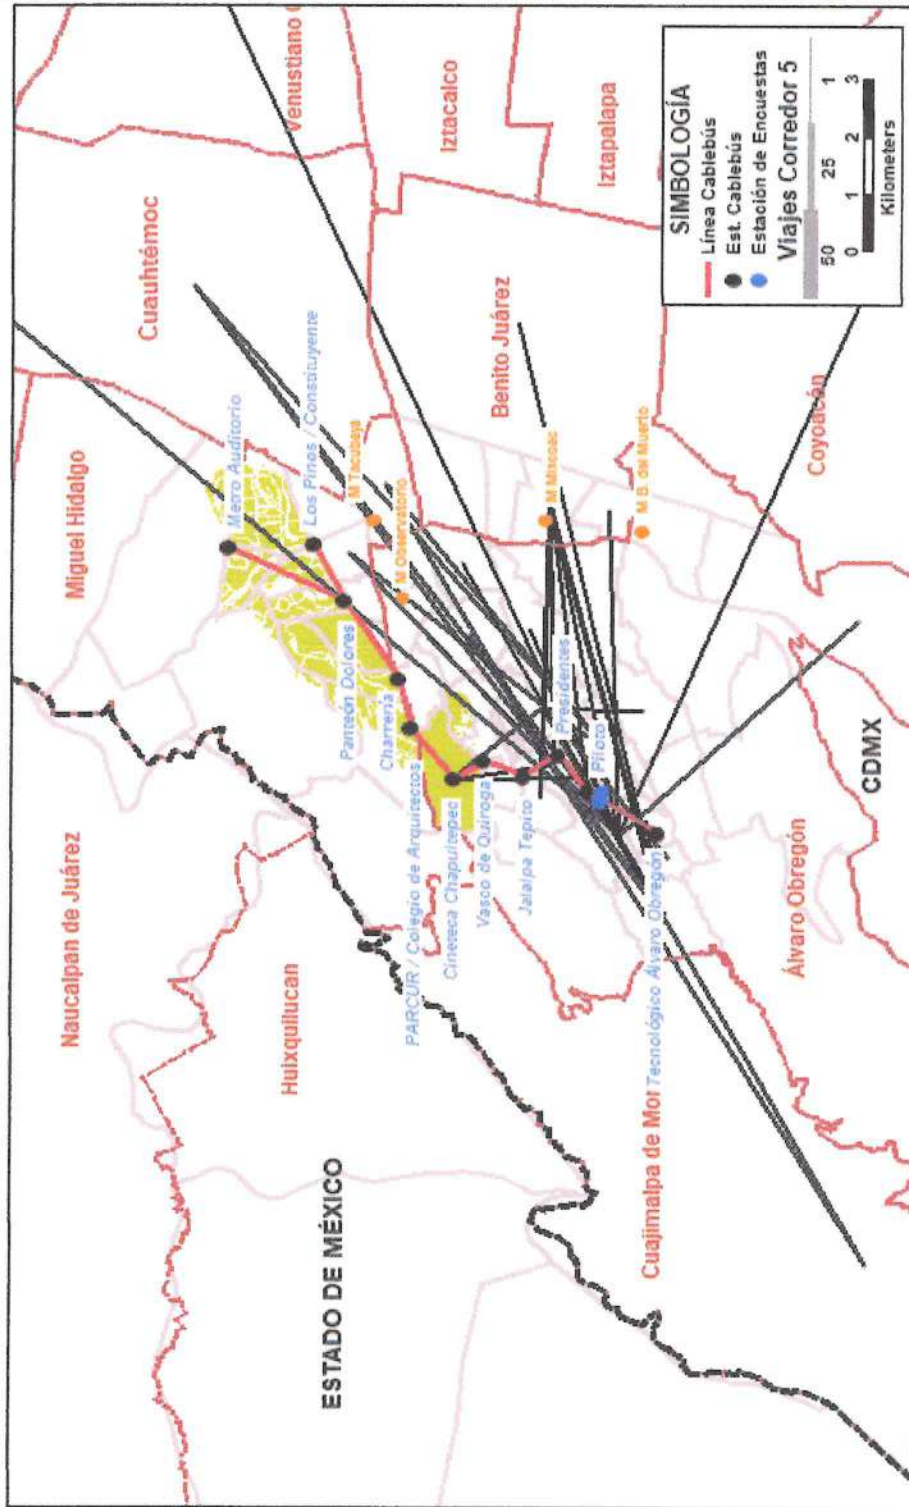 Naucalpan de Juárez
Miguel Hidalgo
Cuauhtémoc
Venustiano C
Metro Auditorio
Los Pinos / Constituyente
Huixquilucan
Panteón Dolores
M Tacubaya
Charrería
M Observatorio
Iztacalco
ESTADO DE MÉXICO
PARCUR / Colegio de Arquitectos
Cineteca Chapultepec
Vasco de Quiroga
Jalalpa Tepito
Presidentes
M Mixcoac
Benito Juárez
Iztapalapa
Piloto
M B. del Muerto
Cuajimalpa de Mor
Tecnológico Álvaro Obregón
Álvaro Obregón
CDMX
Coyoacán
SIMBOLOGÍA
Línea Cablebús
Est. Cablebús
Estación de Encuestas
Viajes Corredor 5
50 25 1
0 1 2 3
Kilometers